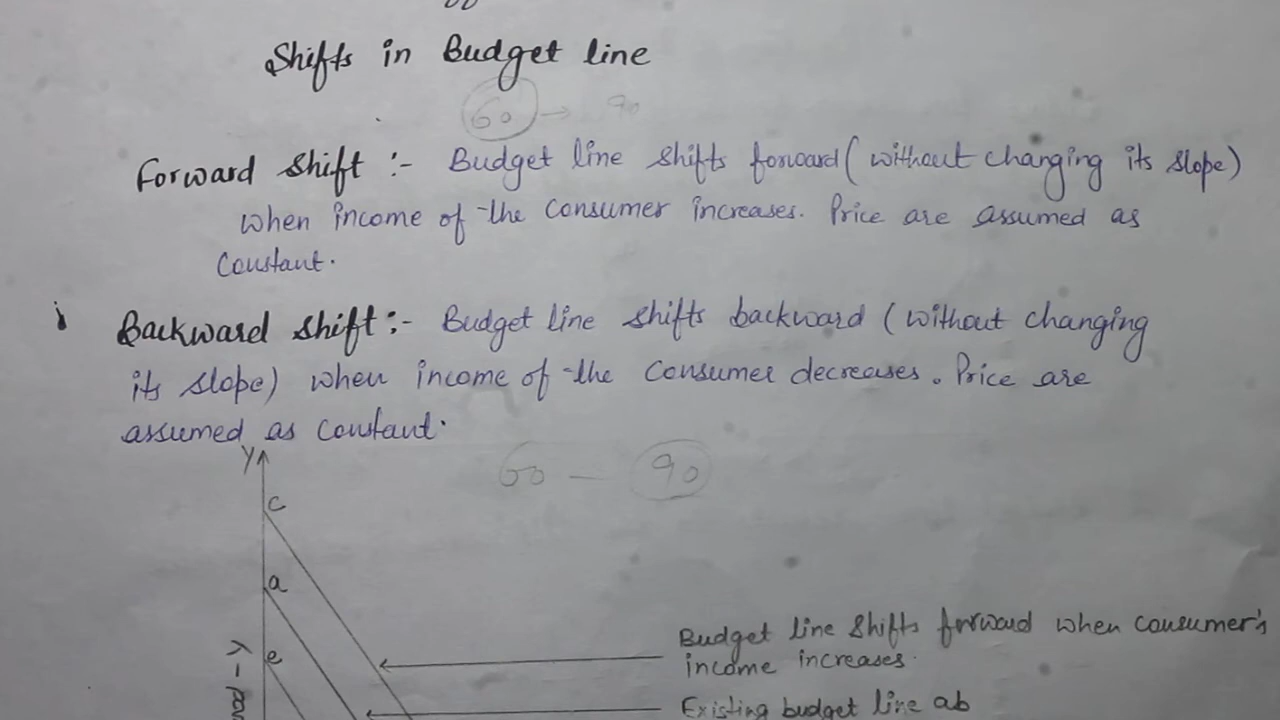 Shifts in Budget line
60 → 90
Forward Shift :- Budget line shifts forward (without changing its slope)
when income of the consumer increases. Price are assumed as
Constant.
Backward shift :- Budget line shifts backward (without changing
its slope) when income of the consumer decreases. Price are
assumed as constant.
60 — 90
Y
c
a
e
Budget line shifts forward when consumer's
income increases.
Existing budget line ab